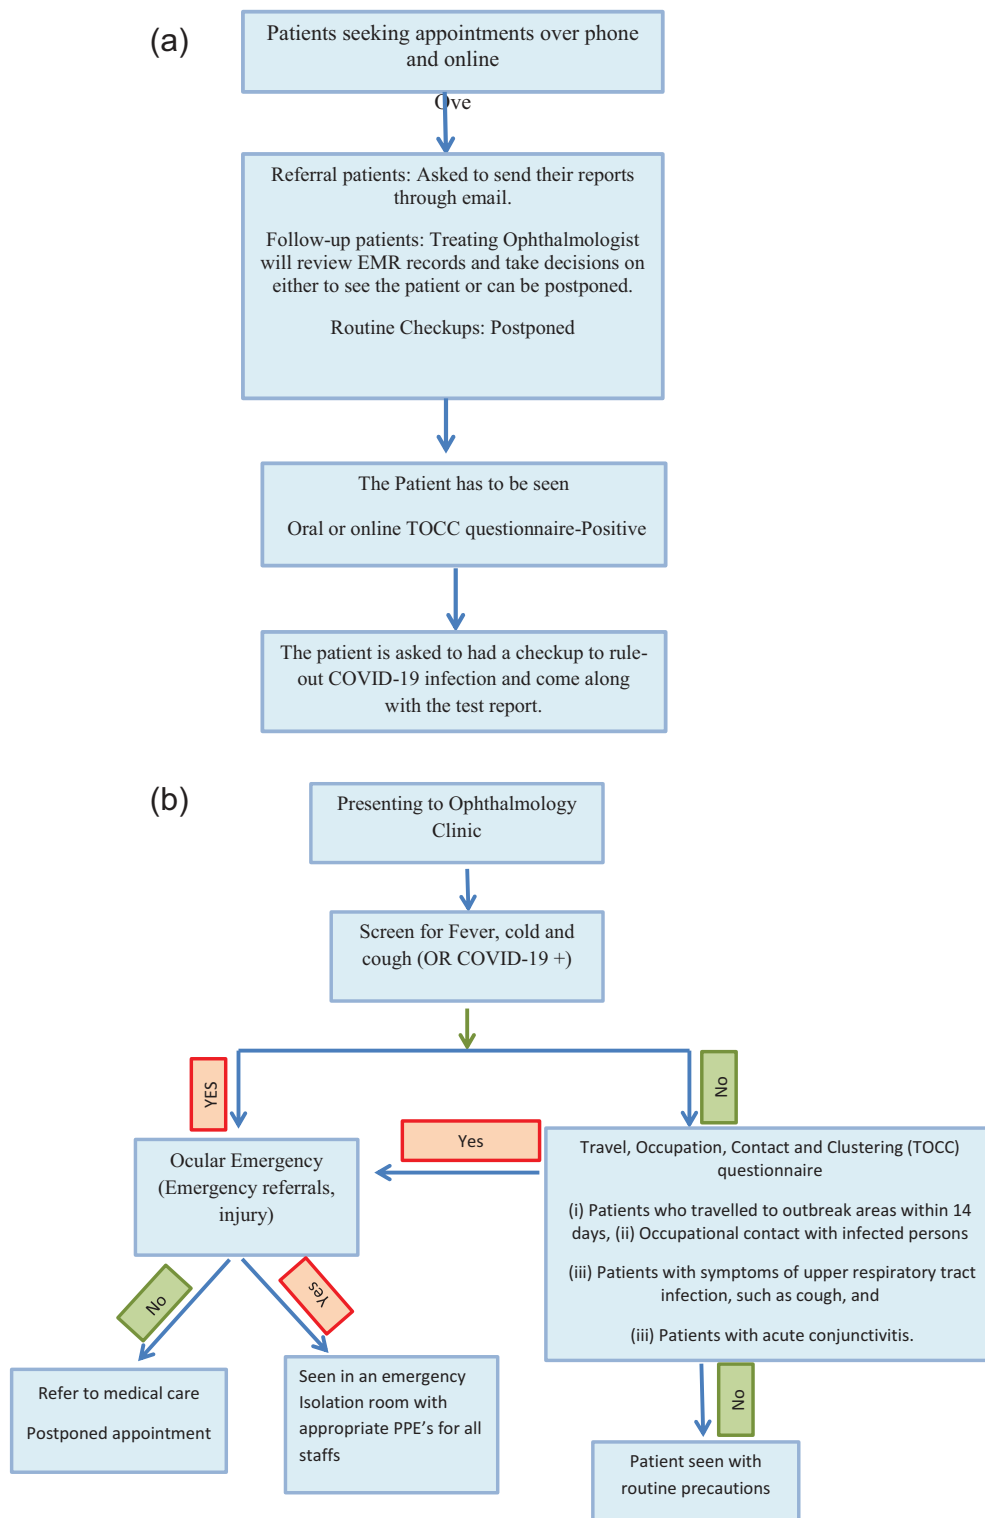 (a)
Patients seeking appointments over phone
and online
Ove
Referral patients: Asked to send their reports
through email.
Follow-up patients: Treating Ophthalmologist
will review EMR records and take decisions on
either to see the patient or can be postponed.
Routine Checkups: Postponed
The Patient has to be seen
Oral or online TOCC questionnaire-Positive
The patient is asked to had a checkup to rule-
out COVID-19 infection and come along
with the test report.
(b)
Presenting to Ophthalmology
Clinic
Screen for Fever, cold and
cough (OR COVID-19 +)
YES
No
Yes
Ocular Emergency
(Emergency referrals,
injury)
Travel, Occupation, Contact and Clustering (TOCC)
questionnaire
(i) Patients who travelled to outbreak areas within 14
days, (ii) Occupational contact with infected persons
(iii) Patients with symptoms of upper respiratory tract
infection, such as cough, and
(iii) Patients with acute conjunctivitis.
No
Yes
Refer to medical care
Postponed appointment
Seen in an emergency
Isolation room with
appropriate PPE's for all
staffs
No
Patient seen with
routine precautions